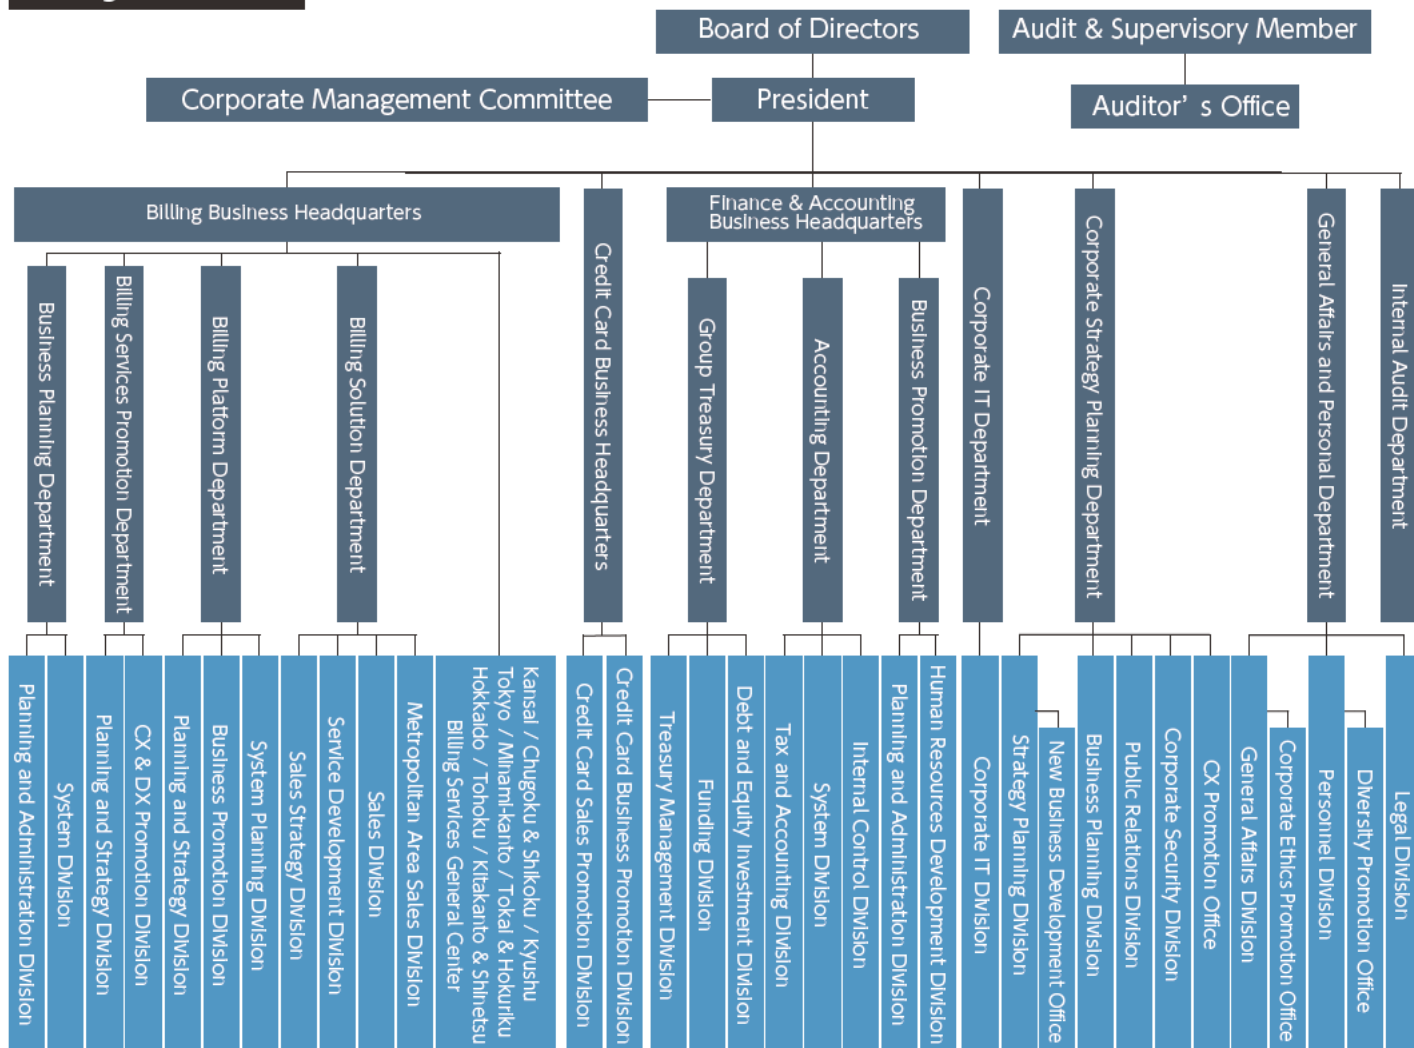 Board of Directors
Audit & Supervisory Member
Corporate Management Committee
President
Auditor’ s Office
Billing Business Headquarters
Finance & Accounting
Business Headquarters
Credit Card Business Headquarters
Corporate IT Department
Corporate Strategy Planning Department
General Affairs and Personal Department
Internal Audit Department
Business Planning Department
Billing Services Promotion Department
Billing Platform Department
Billing Solution Department
Group Treasury Department
Accounting Department
Business Promotion Department
Planning and Administration Division
System Division
Planning and Strategy Division
CX & DX Promotion Division
Planning and Strategy Division
Business Promotion Division
System Planning Division
Sales Strategy Division
Service Development Division
Sales Division
Metropolitan Area Sales Division
Kansai / Chugoku & Shikoku / Kyushu
Tokyo / Minami-kanto / Tokai & Hokuriku
Hokkaido / Tohoku / Kitakanto & Shinetsu
Billing Services General Center
Credit Card Sales Promotion Division
Credit Card Business Promotion Division
Treasury Management Division
Funding Division
Debt and Equity Investment Division
Tax and Accounting Division
System Division
Internal Control Division
Planning and Administration Division
Human Resources Development Division
Corporate IT Division
Strategy Planning Division
New Business Development Office
Business Planning Division
Public Relations Division
Corporate Security Division
CX Promotion Office
General Affairs Division
Corporate Ethics Promotion Office
Personnel Division
Diversity Promotion Office
Legal Division